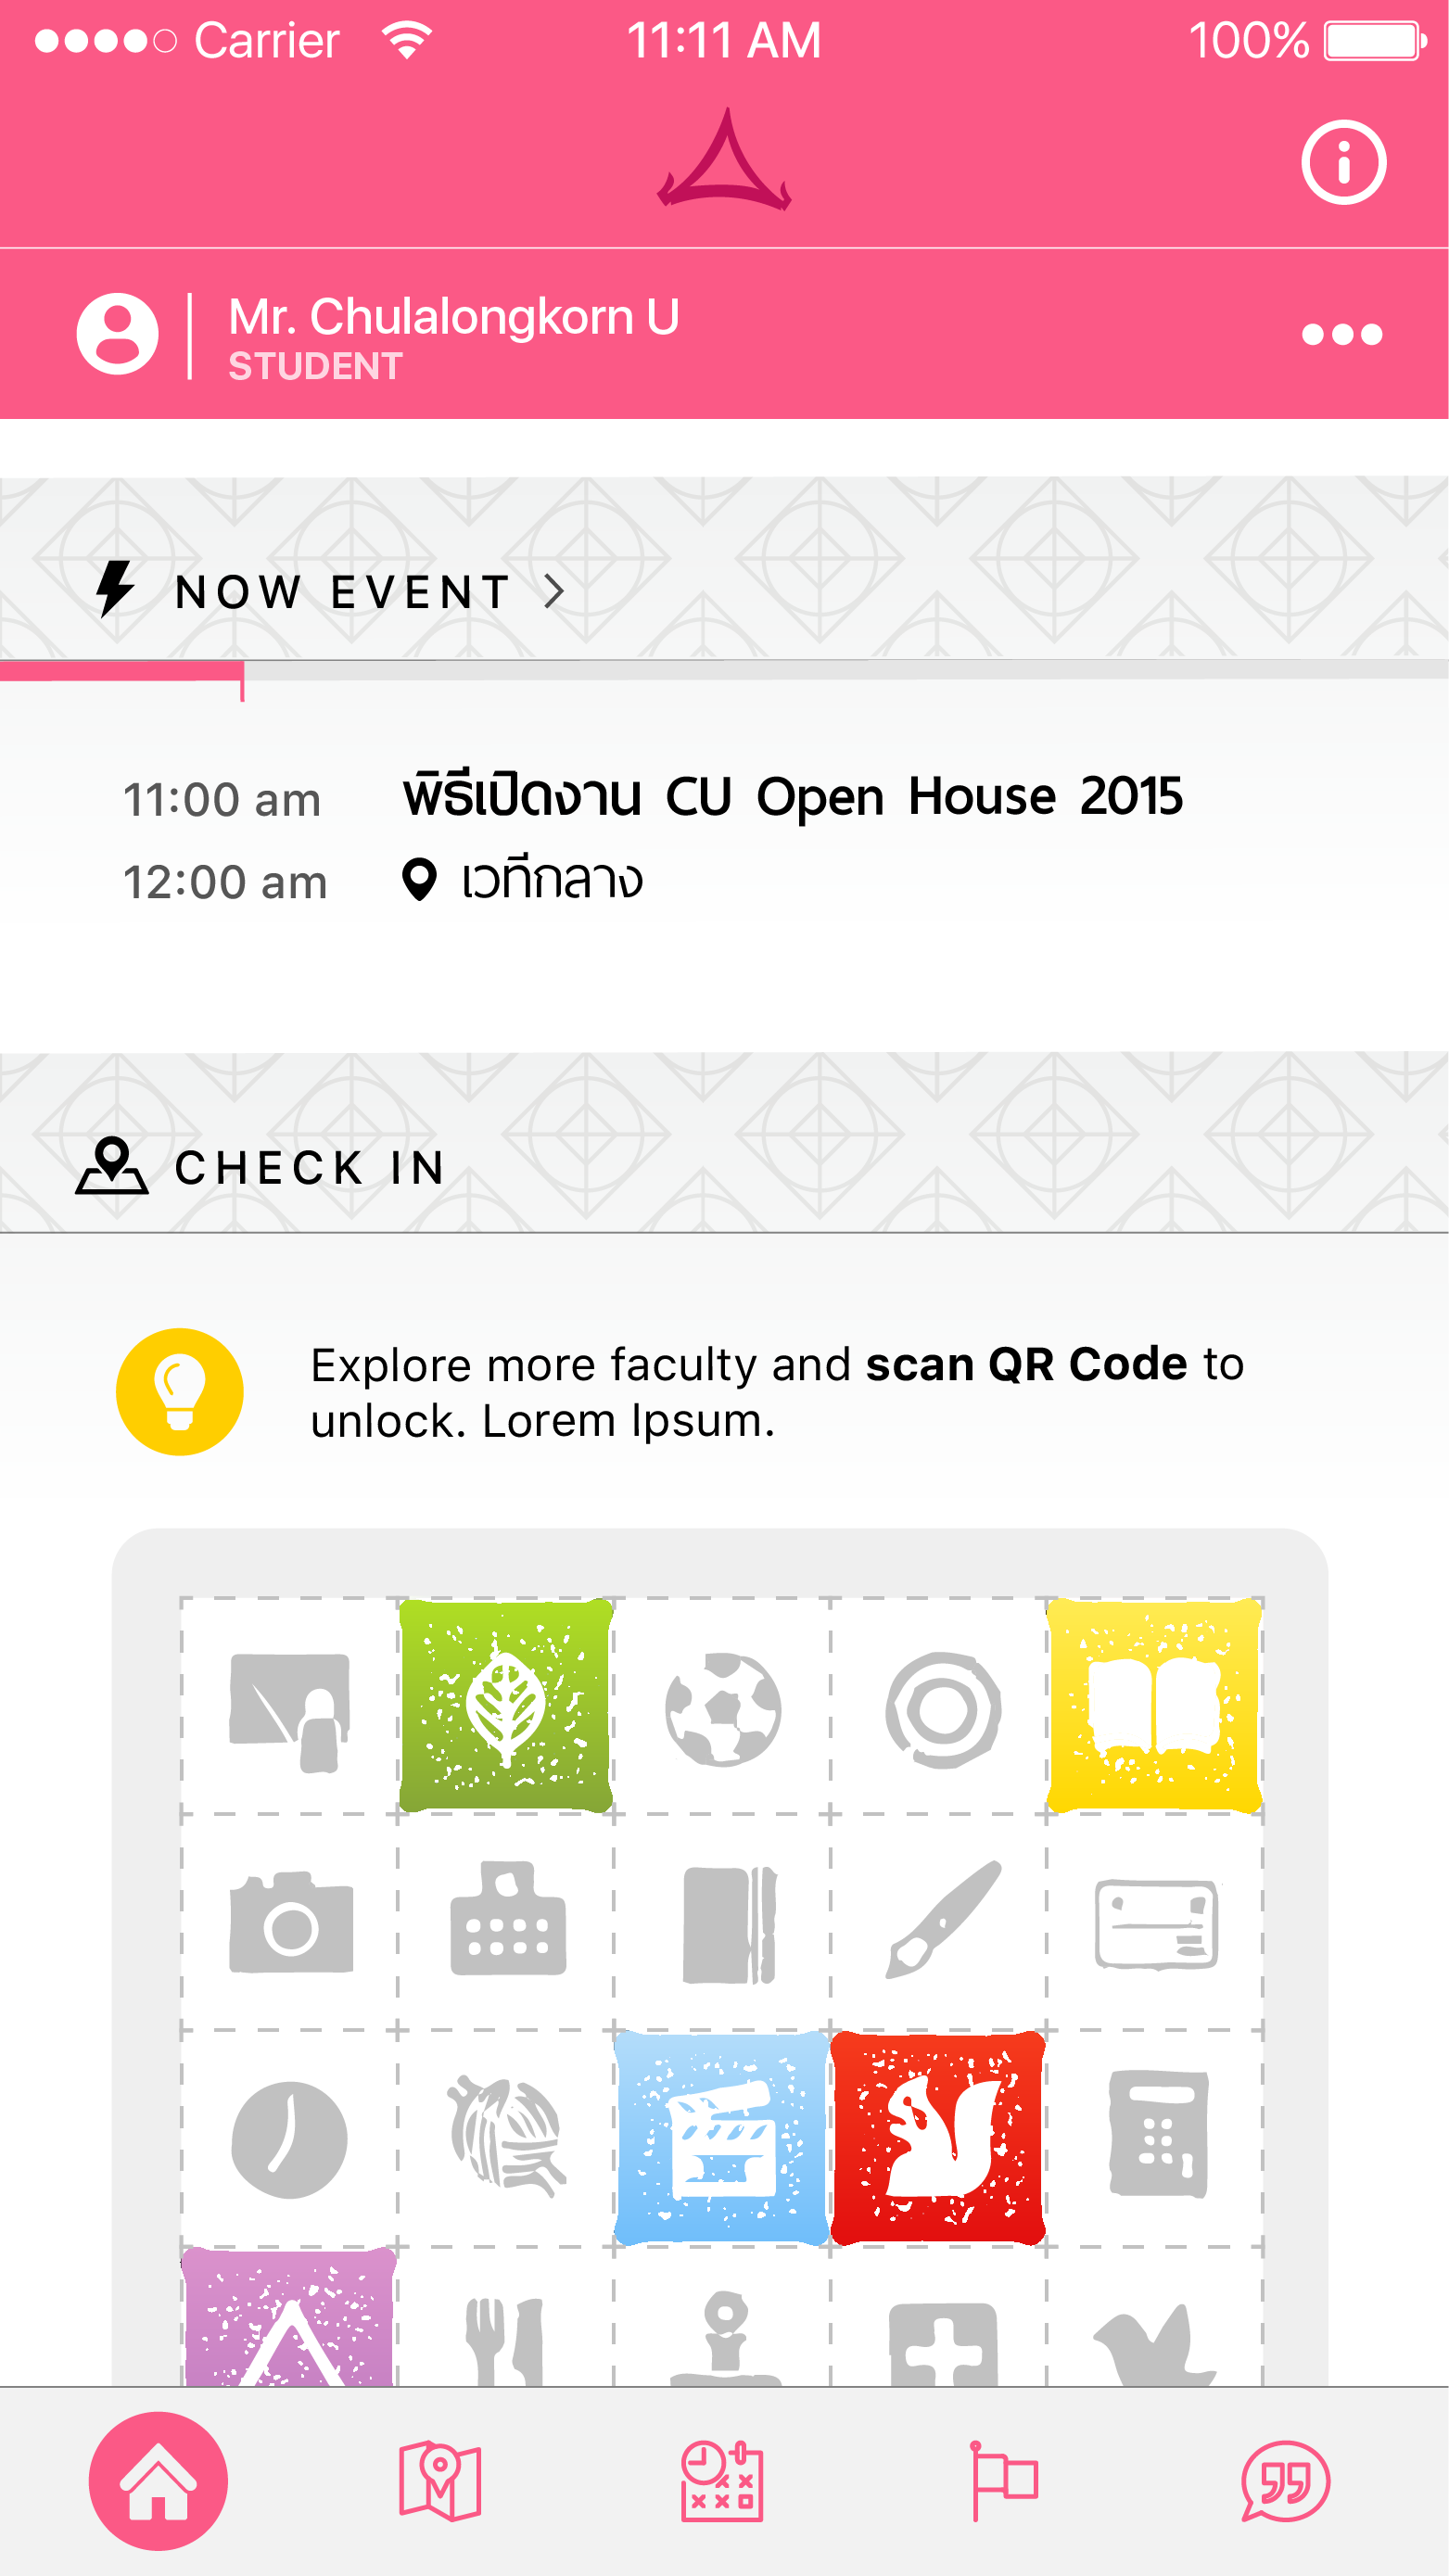 Carrier 11:11 AM 100%
Mr. Chulalongkorn U
STUDENT
NOW EVENT
11:00 am พิธีเปิดงาน CU Open House 2015
12:00 am เวทีกลาง
CHECK IN
Explore more faculty and scan QR Code to
unlock. Lorem Ipsum.